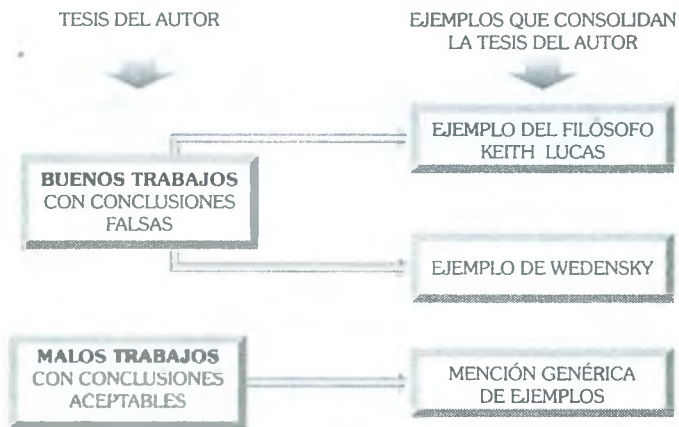 TESIS DEL AUTOR
EJEMPLOS QUE CONSOLIDAN
LA TESIS DEL AUTOR
BUENOS TRABAJOS
CON CONCLUSIONES
FALSAS
EJEMPLO DEL FILOSOFO
KEITH LUCAS
EJEMPLO DE WEDENSKY
MALOS TRABAJOS
CON CONCLUSIONES
ACEPTABLES
MENCIÓN GENÉRICA
DE EJEMPLOS